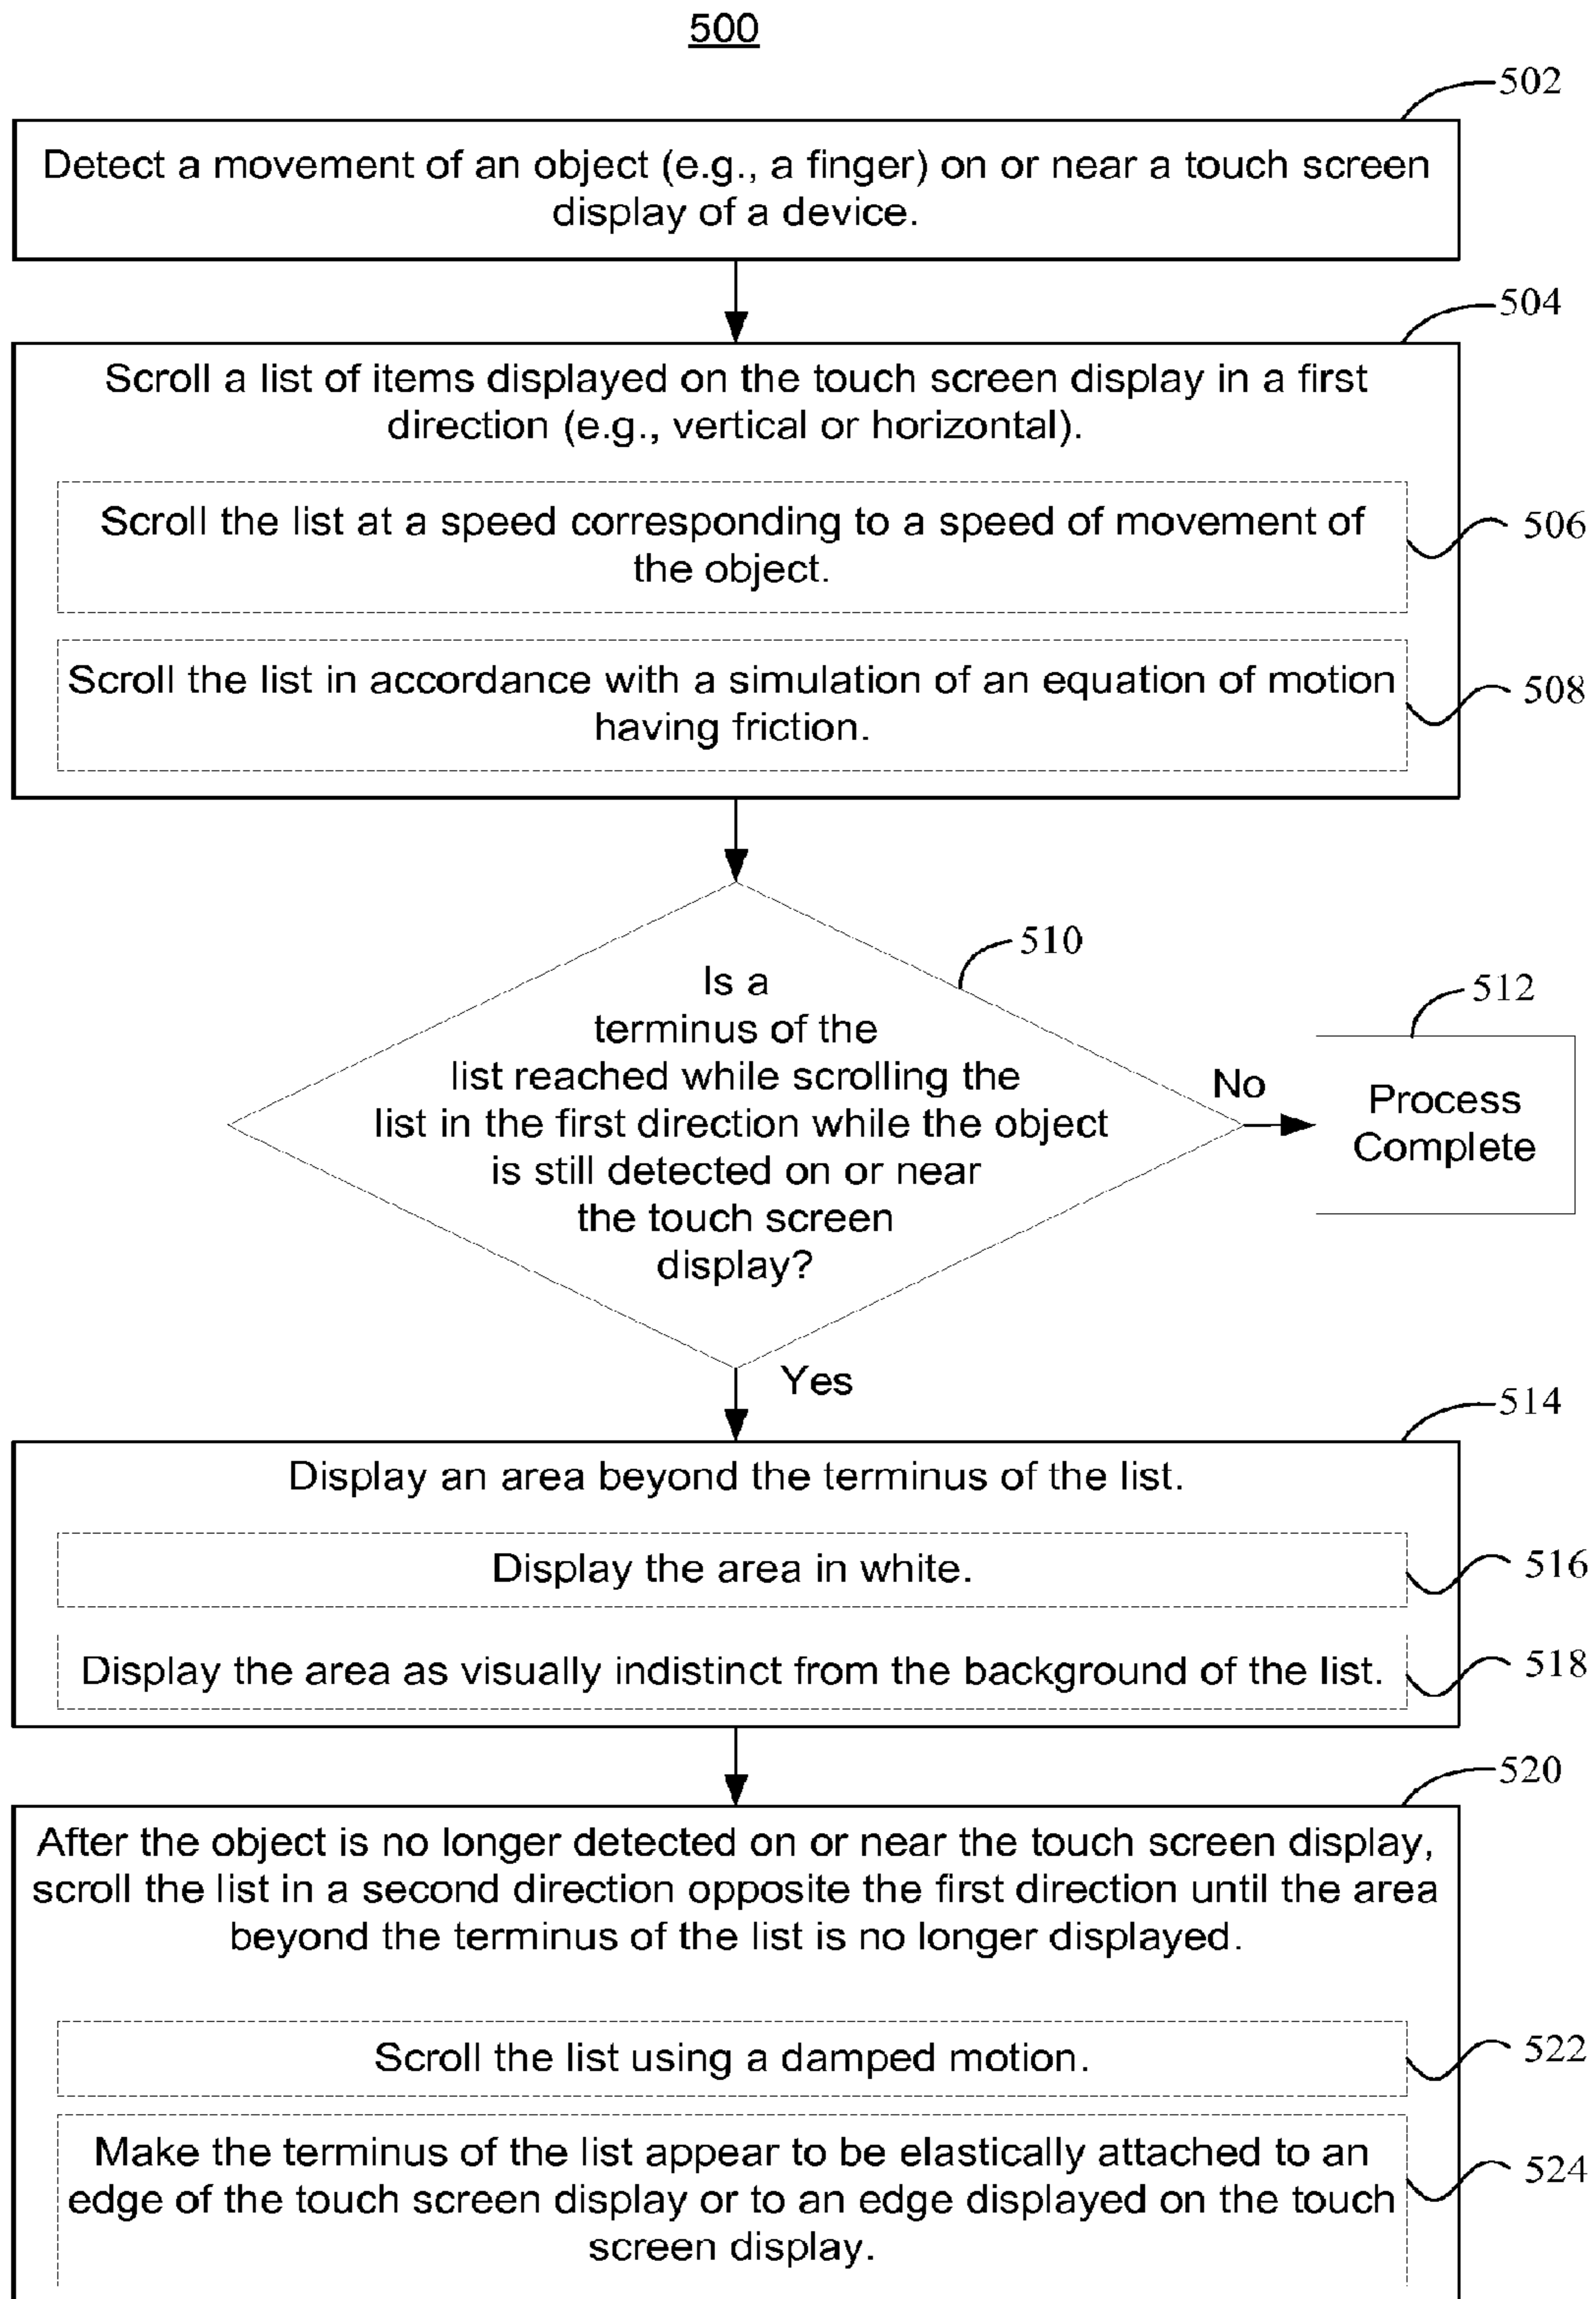 500
502
Detect a movement of an object (e.g., a finger) on or near a touch screen
display of a device.
504
Scroll a list of items displayed on the touch screen display in a first
direction (e.g., vertical or horizontal).
Scroll the list at a speed corresponding to a speed of movement of
the object.
506
Scroll the list in accordance with a simulation of an equation of motion
having friction.
508
510
Is a
terminus of the
list reached while scrolling the
list in the first direction while the object
is still detected on or near
the touch screen
display?
No
512
Process
Complete
Yes
514
Display an area beyond the terminus of the list.
Display the area in white.
516
Display the area as visually indistinct from the background of the list.
518
520
After the object is no longer detected on or near the touch screen display,
scroll the list in a second direction opposite the first direction until the area
beyond the terminus of the list is no longer displayed.
Scroll the list using a damped motion.
522
Make the terminus of the list appear to be elastically attached to an
edge of the touch screen display or to an edge displayed on the touch
screen display.
524